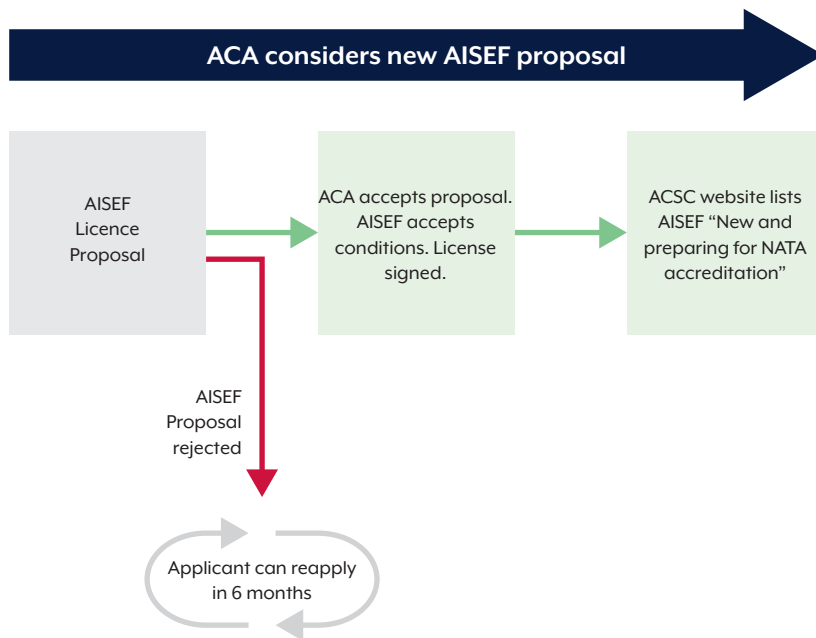 ACA considers new AISEF proposal
AISEF
Licence
Proposal
ACA accepts proposal.
AISEF accepts
conditions. License
signed.
ACSC website lists
AISEF “New and
preparing for NATA
accreditation”
AISEF
Proposal
rejected
Applicant can reapply
in 6 months